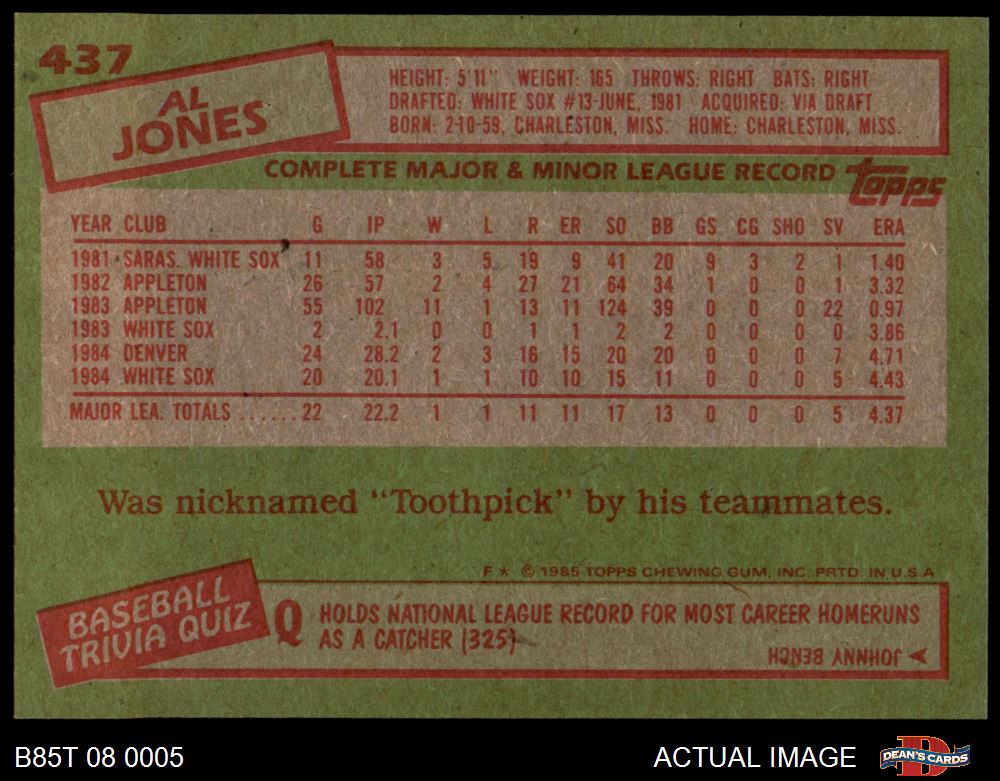 437
AL
JONES
HEIGHT: 5'11" WEIGHT: 165 THROWS: RIGHT BATS: RIGHT
DRAFTED: WHITE SOX #13-JUNE, 1981 ACQUIRED: VIA DRAFT
BORN: 2-10-59, CHARLESTON, MISS. HOME: CHARLESTON, MISS.
COMPLETE MAJOR & MINOR LEAGUE RECORD topps
YEAR CLUB G IP W L R ER SO BB GS CG SHO SV ERA
1981 SARAS. WHITE SOX 11 58 3 5 19 9 41 20 9 3 2 1 1.40
1982 APPLETON 26 57 2 4 27 21 64 34 1 0 0 1 3.32
1983 APPLETON 55 102 11 1 13 11 124 39 0 0 0 22 0.97
1983 WHITE SOX 2 2.1 0 0 1 1 2 2 0 0 0 0 3.86
1984 DENVER 24 28.2 2 3 16 15 20 20 0 0 0 7 4.71
1984 WHITE SOX 20 20.1 1 1 10 10 15 11 0 0 0 5 4.43
MAJOR LEA. TOTALS ...... 22 22.2 1 1 11 11 17 13 0 0 0 5 4.37
Was nicknamed “Toothpick” by his teammates.
F★ © 1985 TOPPS CHEWING GUM, INC. PRTD. IN U.S.A.
BASEBALL
TRIVIA QUIZ
Q HOLDS NATIONAL LEAGUE RECORD FOR MOST CAREER HOMERUNS
AS A CATCHER (325)
JOHNNY BENCH
B85T 08 0005 ACTUAL IMAGE DEAN'S CARDS